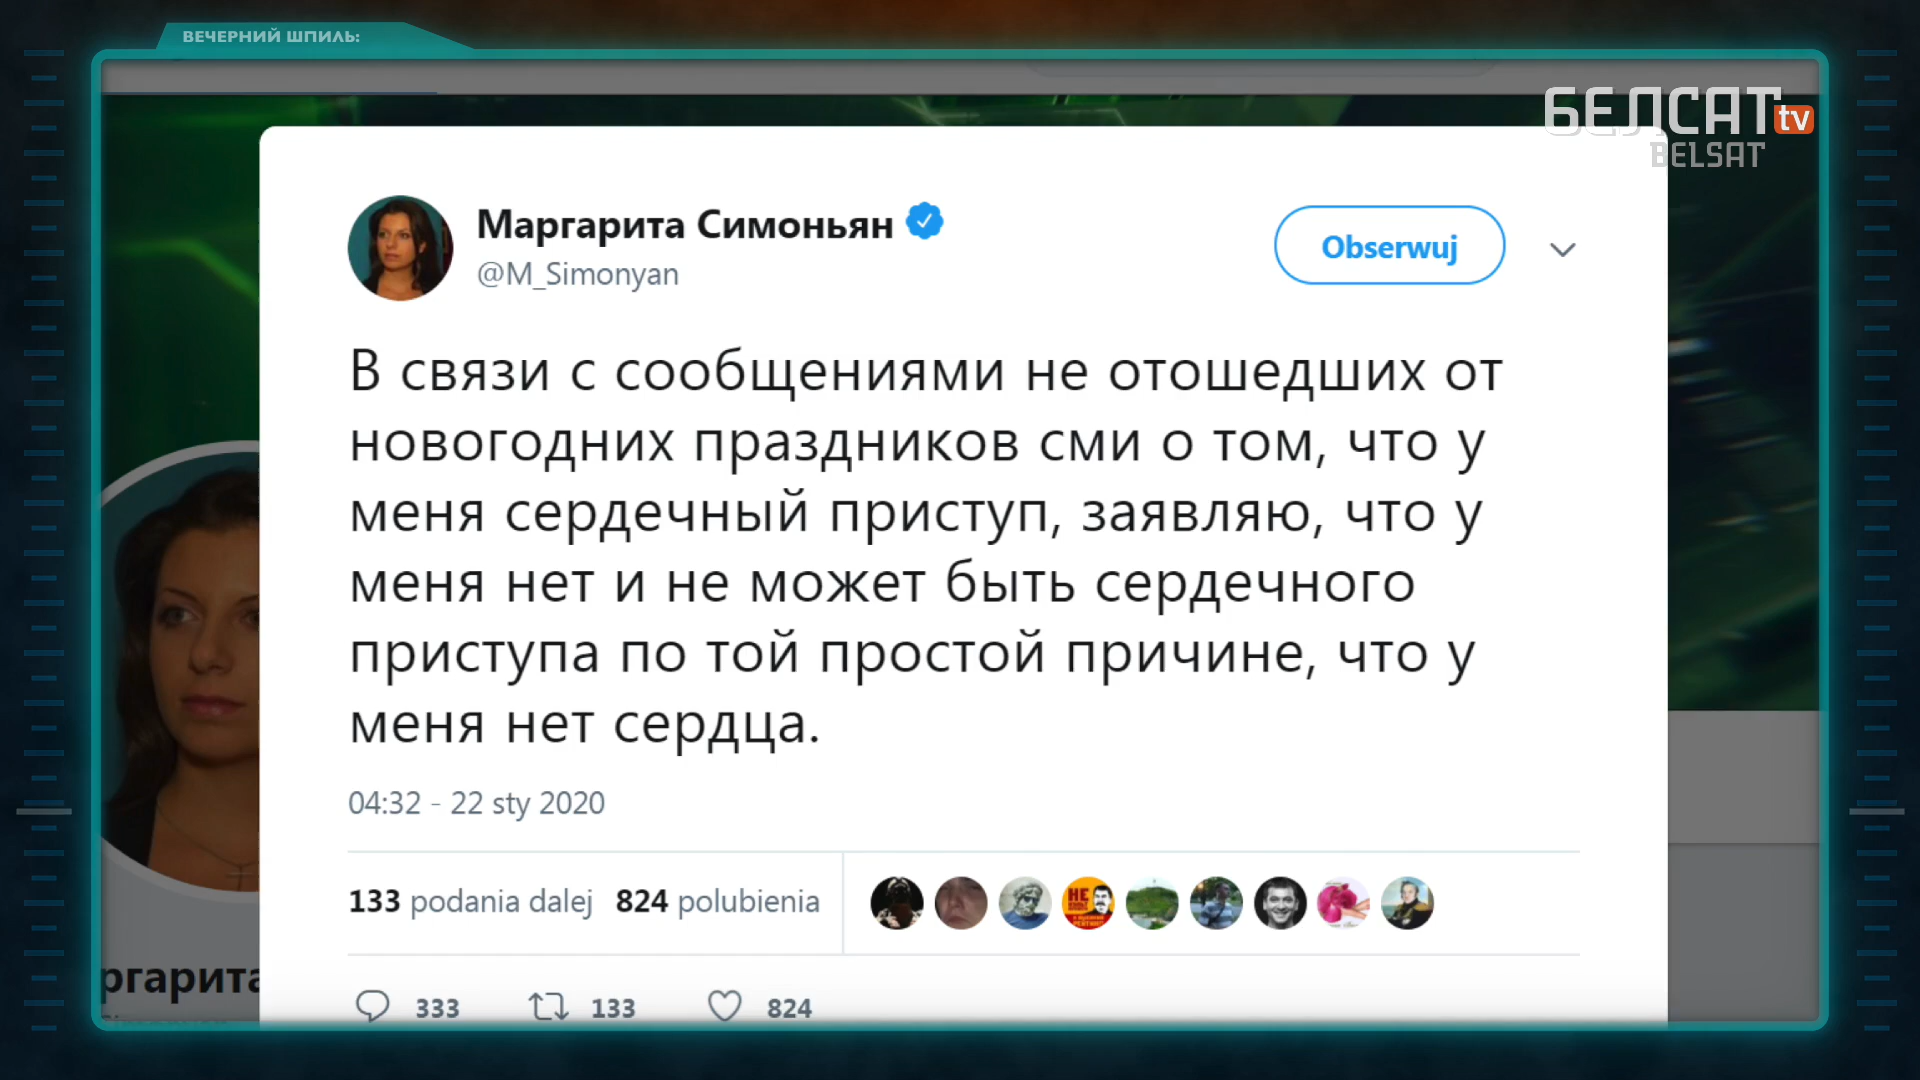 ВЕЧЕРНИЙ ШПИЛЬ:
БЕЛСАТ tv
BELSAT
Маргарита Симоньян
@M_Simonyan
Obserwuj
В связи с сообщениями не отошедших от
новогодних праздников сми о том, что у
меня сердечный приступ, заявляю, что у
меня нет и не может быть сердечного
приступа по той простой причине, что у
меня нет сердца.
04:32 - 22 sty 2020
133 podania dalej 824 polubienia
НЕ
ргарита
333 133 824